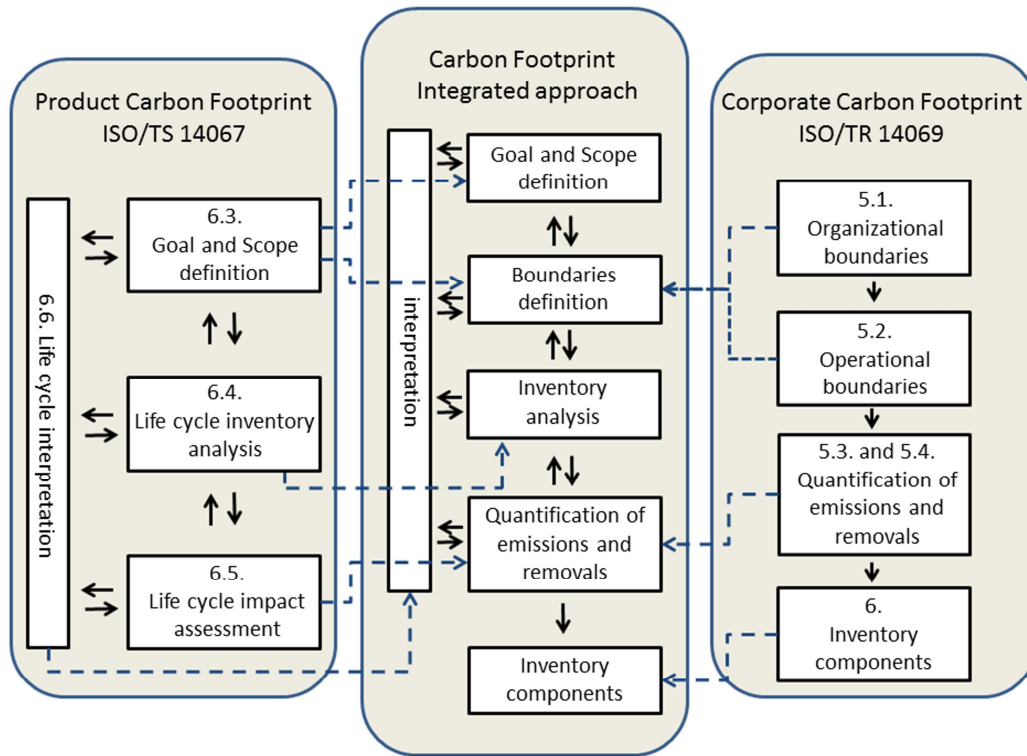 Product Carbon Footprint
ISO/TS 14067
6.6. Life cycle interpretation
6.3.
Goal and Scope
definition
6.4.
Life cycle inventory
analysis
6.5.
Life cycle impact
assessment
Carbon Footprint
Integrated approach
interpretation
Goal and Scope
definition
Boundaries
definition
Inventory
analysis
Quantification of
emissions and
removals
Inventory
components
Corporate Carbon Footprint
ISO/TR 14069
5.1.
Organizational
boundaries
5.2.
Operational
boundaries
5.3. and 5.4.
Quantification of
emissions and
removals
6.
Inventory
components